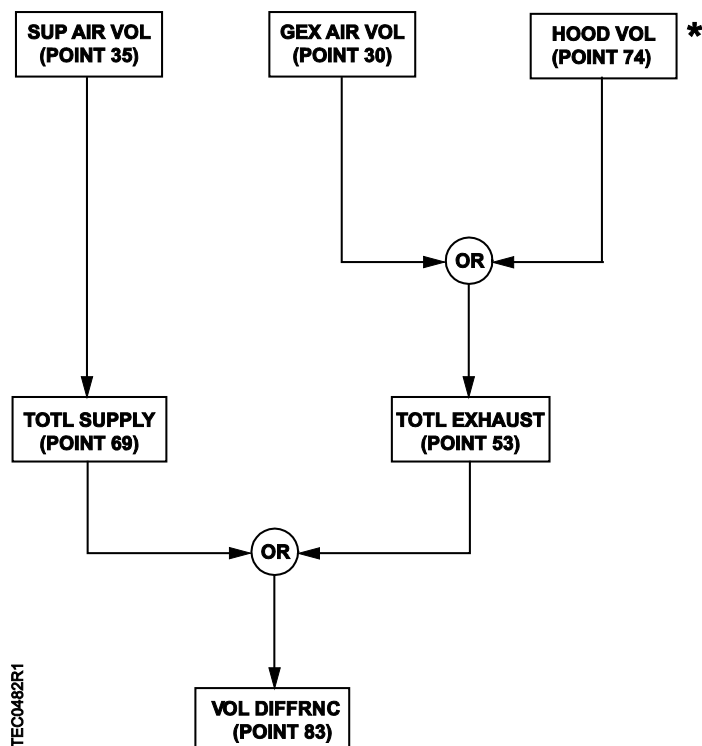 SUP AIR VOL
(POINT 35)
GEX AIR VOL
(POINT 30)
HOOD VOL
(POINT 74)
*
OR
TOTL SUPPLY
(POINT 69)
TOTL EXHAUST
(POINT 53)
OR
VOL DIFFRNC
(POINT 83)
TEC0482R1